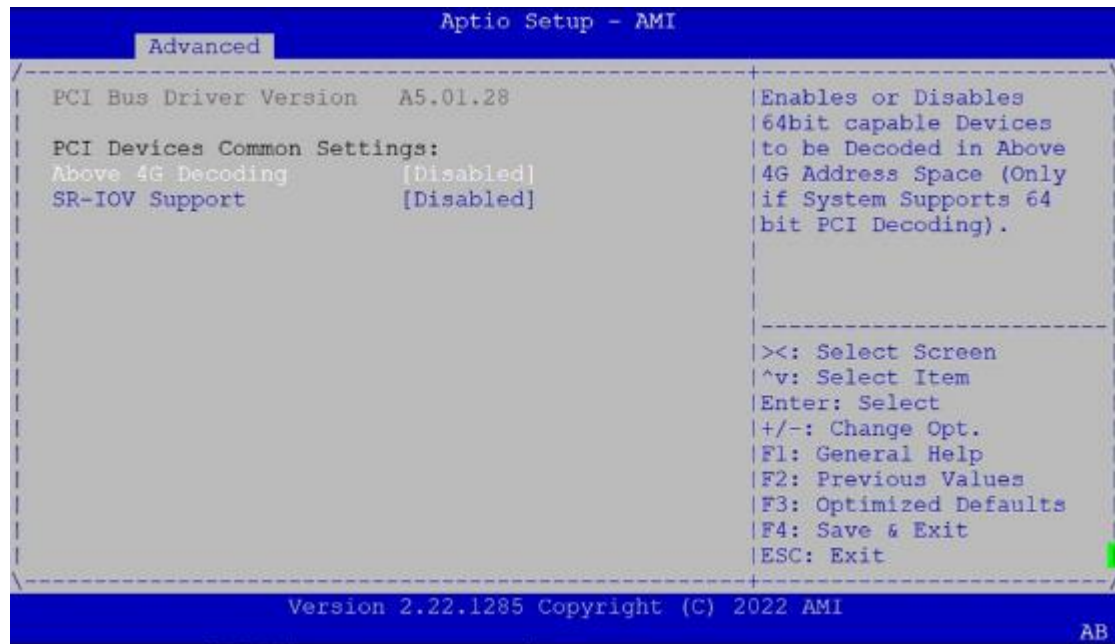 Aptio Setup - AMI
Advanced
PCI Bus Driver Version A5.01.28
PCI Devices Common Settings:
Above 4G Decoding [Disabled]
SR-IOV Support [Disabled]
Enables or Disables
64bit capable Devices
to be Decoded in Above
4G Address Space (Only
if System Supports 64
bit PCI Decoding).
><: Select Screen
^v: Select Item
Enter: Select
+/-: Change Opt.
F1: General Help
F2: Previous Values
F3: Optimized Defaults
F4: Save & Exit
ESC: Exit
Version 2.22.1285 Copyright (C) 2022 AMI
AB